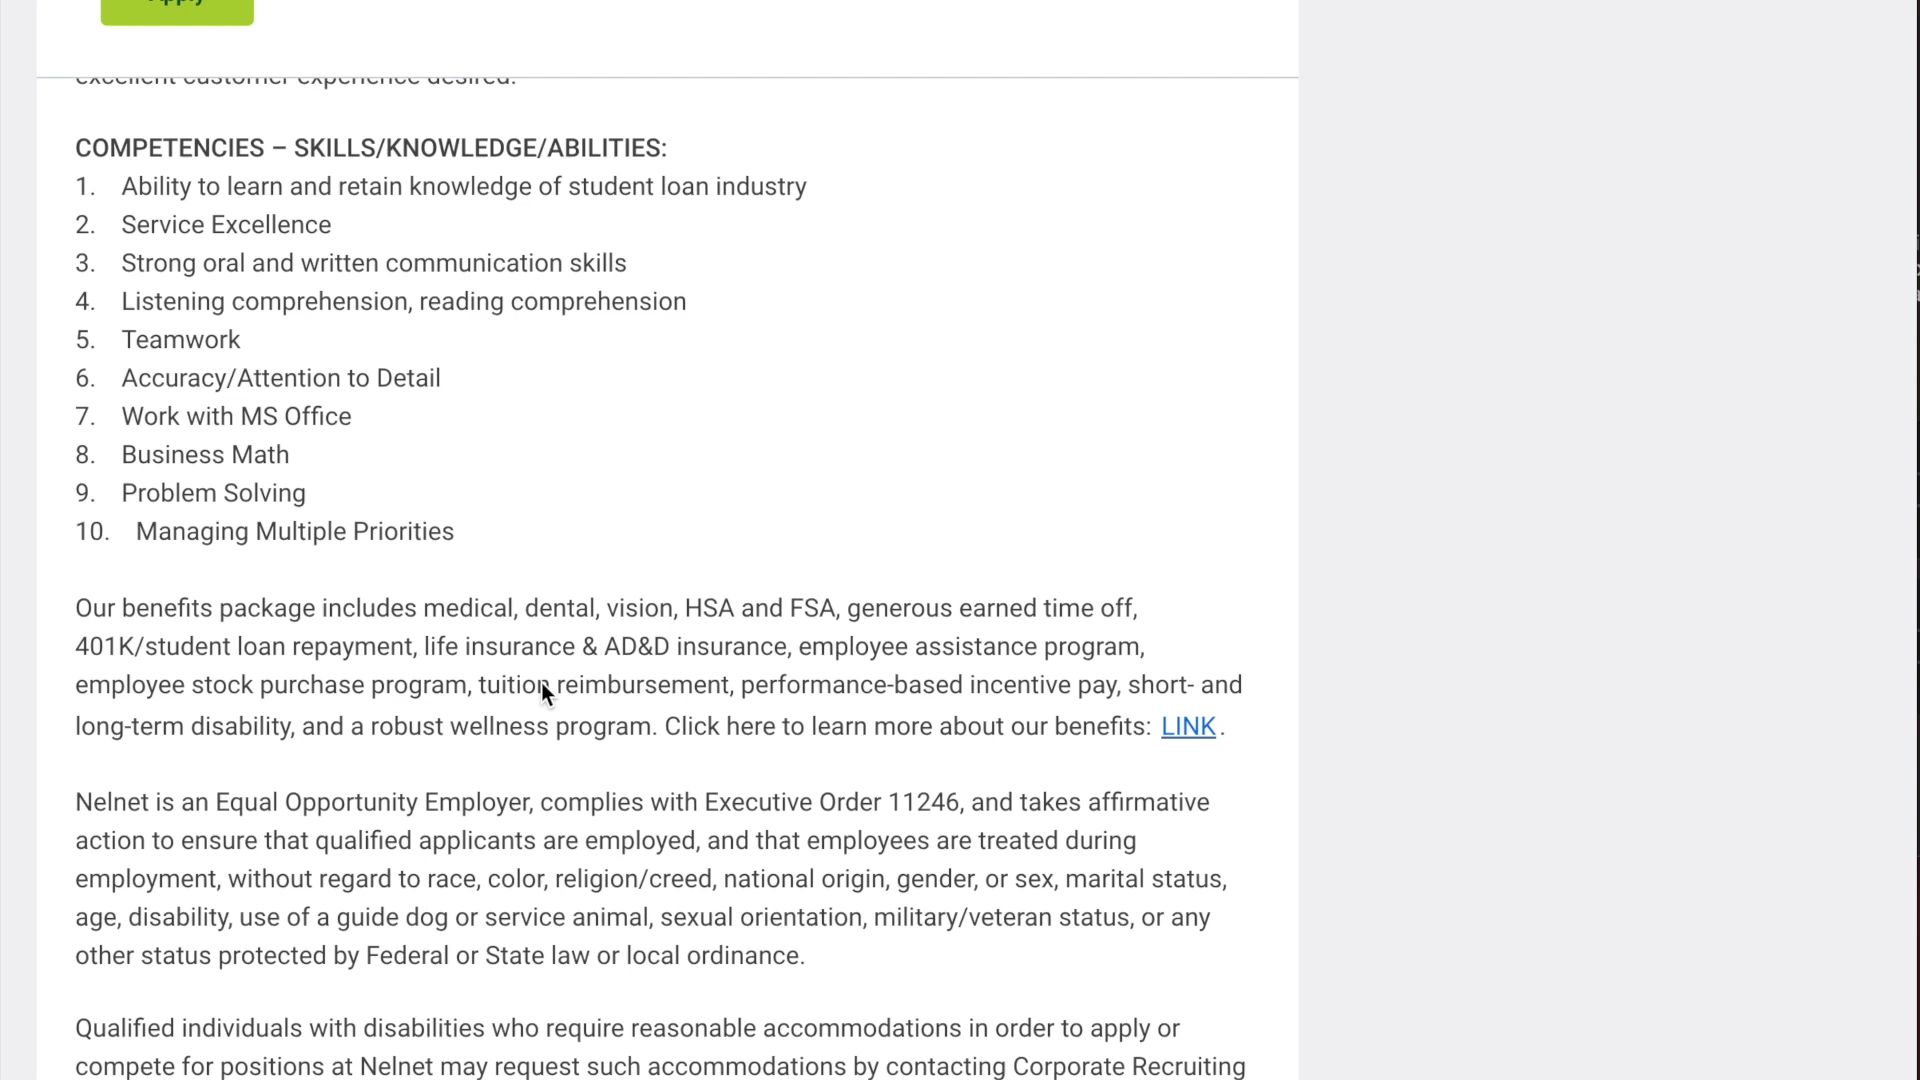 Apply
excellent customer experience desired.
COMPETENCIES – SKILLS/KNOWLEDGE/ABILITIES:
1. Ability to learn and retain knowledge of student loan industry
2. Service Excellence
3. Strong oral and written communication skills
4. Listening comprehension, reading comprehension
5. Teamwork
6. Accuracy/Attention to Detail
7. Work with MS Office
8. Business Math
9. Problem Solving
10. Managing Multiple Priorities
Our benefits package includes medical, dental, vision, HSA and FSA, generous earned time off,
401K/student loan repayment, life insurance & AD&D insurance, employee assistance program,
employee stock purchase program, tuition reimbursement, performance-based incentive pay, short- and
long-term disability, and a robust wellness program. Click here to learn more about our benefits: LINK.
Nelnet is an Equal Opportunity Employer, complies with Executive Order 11246, and takes affirmative
action to ensure that qualified applicants are employed, and that employees are treated during
employment, without regard to race, color, religion/creed, national origin, gender, or sex, marital status,
age, disability, use of a guide dog or service animal, sexual orientation, military/veteran status, or any
other status protected by Federal or State law or local ordinance.
Qualified individuals with disabilities who require reasonable accommodations in order to apply or
compete for positions at Nelnet may request such accommodations by contacting Corporate Recruiting